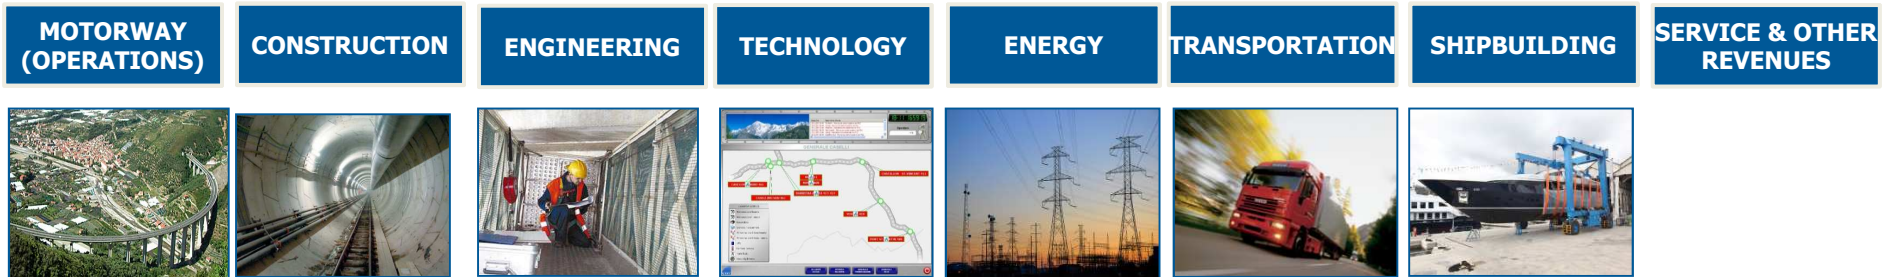 MOTORWAY
(OPERATIONS)
CONSTRUCTION
ENGINEERING
TECHNOLOGY
ENERGY
TRANSPORTATION
SHIPBUILDING
SERVICE & OTHER
REVENUES